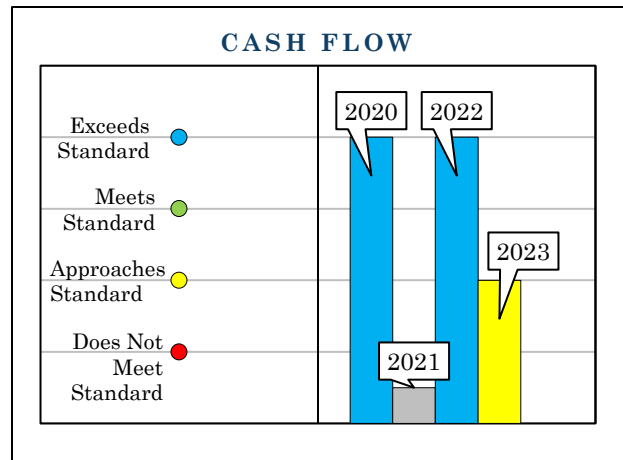 CASH FLOW
Exceeds
Standard
Meets
Standard
Approaches
Standard
Does Not
Meet
Standard
2020
2022
2023
2021